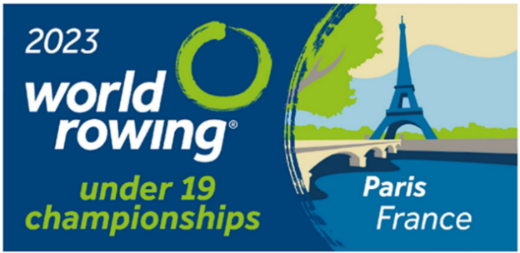 2023
world
rowing®
under 19
championships
Paris
France